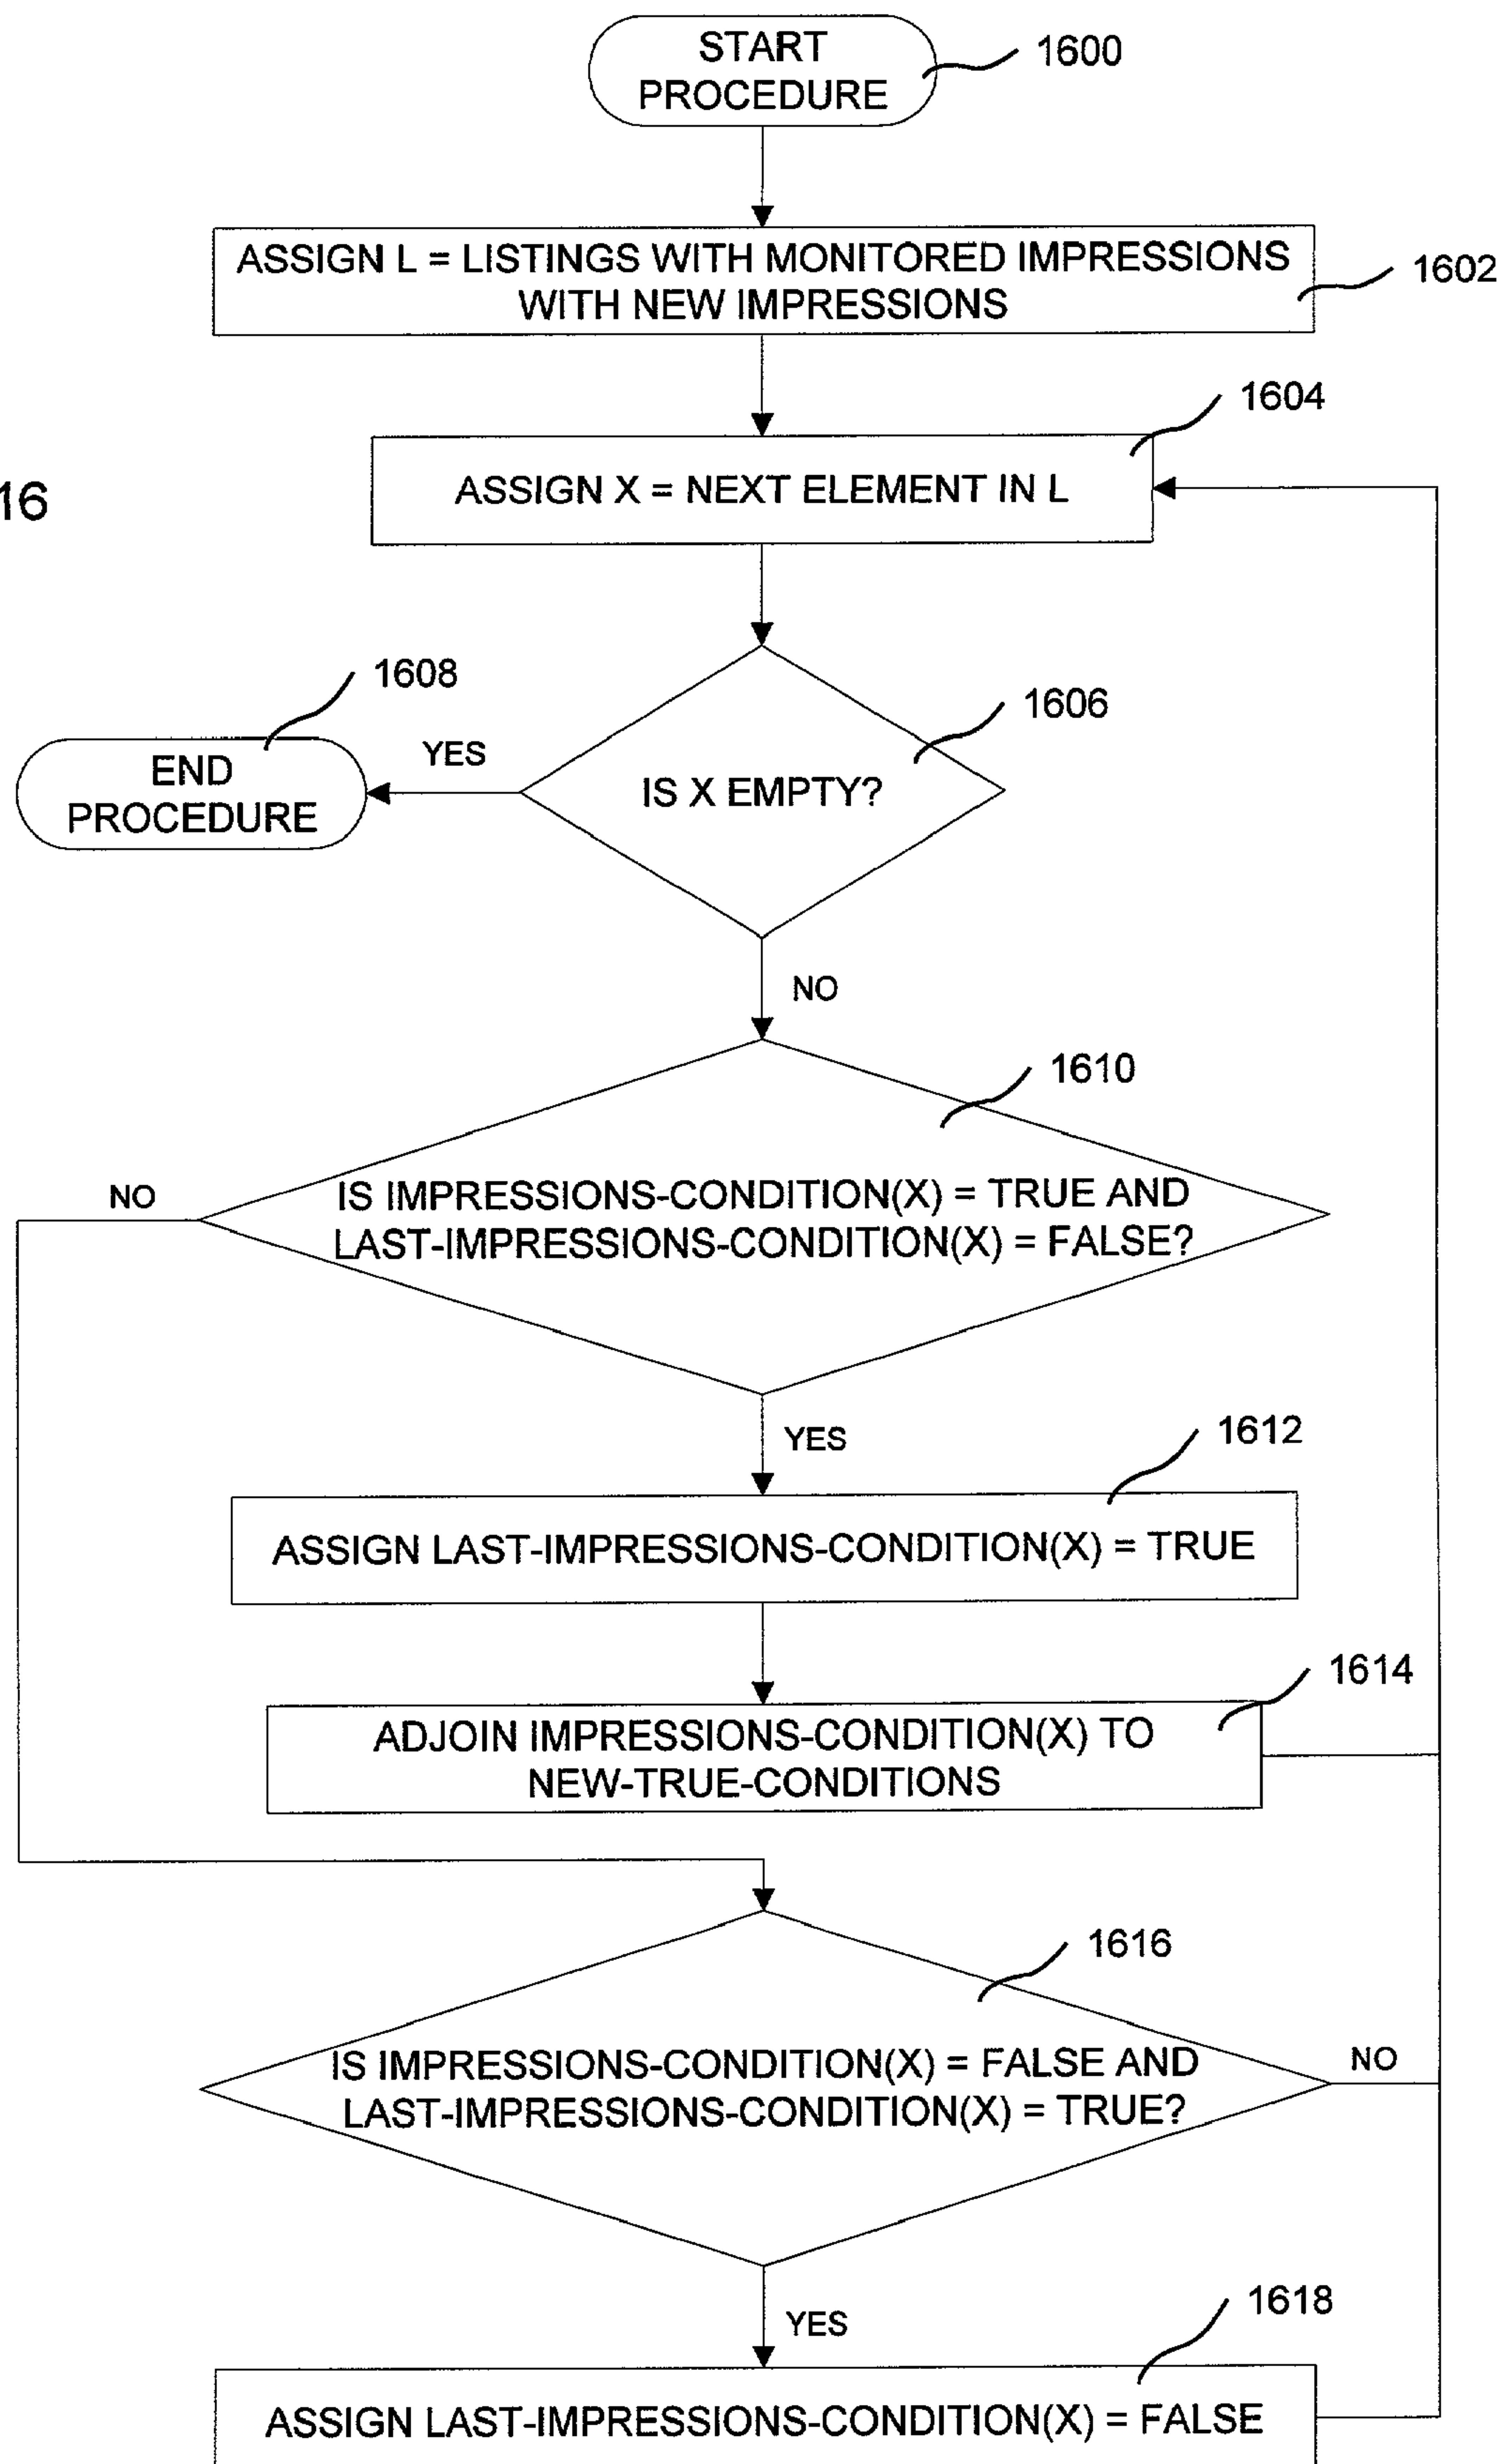 START
PROCEDURE
1600
ASSIGN L = LISTINGS WITH MONITORED IMPRESSIONS
WITH NEW IMPRESSIONS
1602
1604
ASSIGN X = NEXT ELEMENT IN L
16
1608
1606
END
PROCEDURE
YES
IS X EMPTY?
NO
1610
NO
IS IMPRESSIONS-CONDITION(X) = TRUE AND
LAST-IMPRESSIONS-CONDITION(X) = FALSE?
YES
1612
ASSIGN LAST-IMPRESSIONS-CONDITION(X) = TRUE
1614
ADJOIN IMPRESSIONS-CONDITION(X) TO
NEW-TRUE-CONDITIONS
1616
IS IMPRESSIONS-CONDITION(X) = FALSE AND
LAST-IMPRESSIONS-CONDITION(X) = TRUE?
NO
YES
1618
ASSIGN LAST-IMPRESSIONS-CONDITION(X) = FALSE